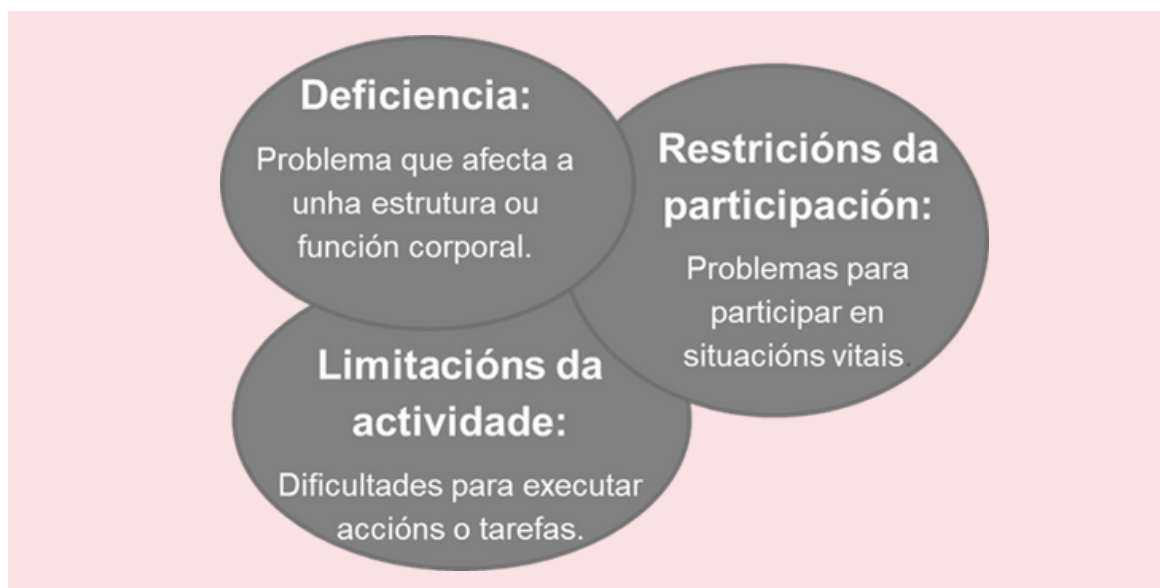 Deficiencia:
Problema que afecta a
unha estrutura ou
función corporal.
Restricións da
participación:
Problemas para
participar en
situacións vitais.
Limitacións da
actividade:
Dificultades para executar
accións o tarefas.